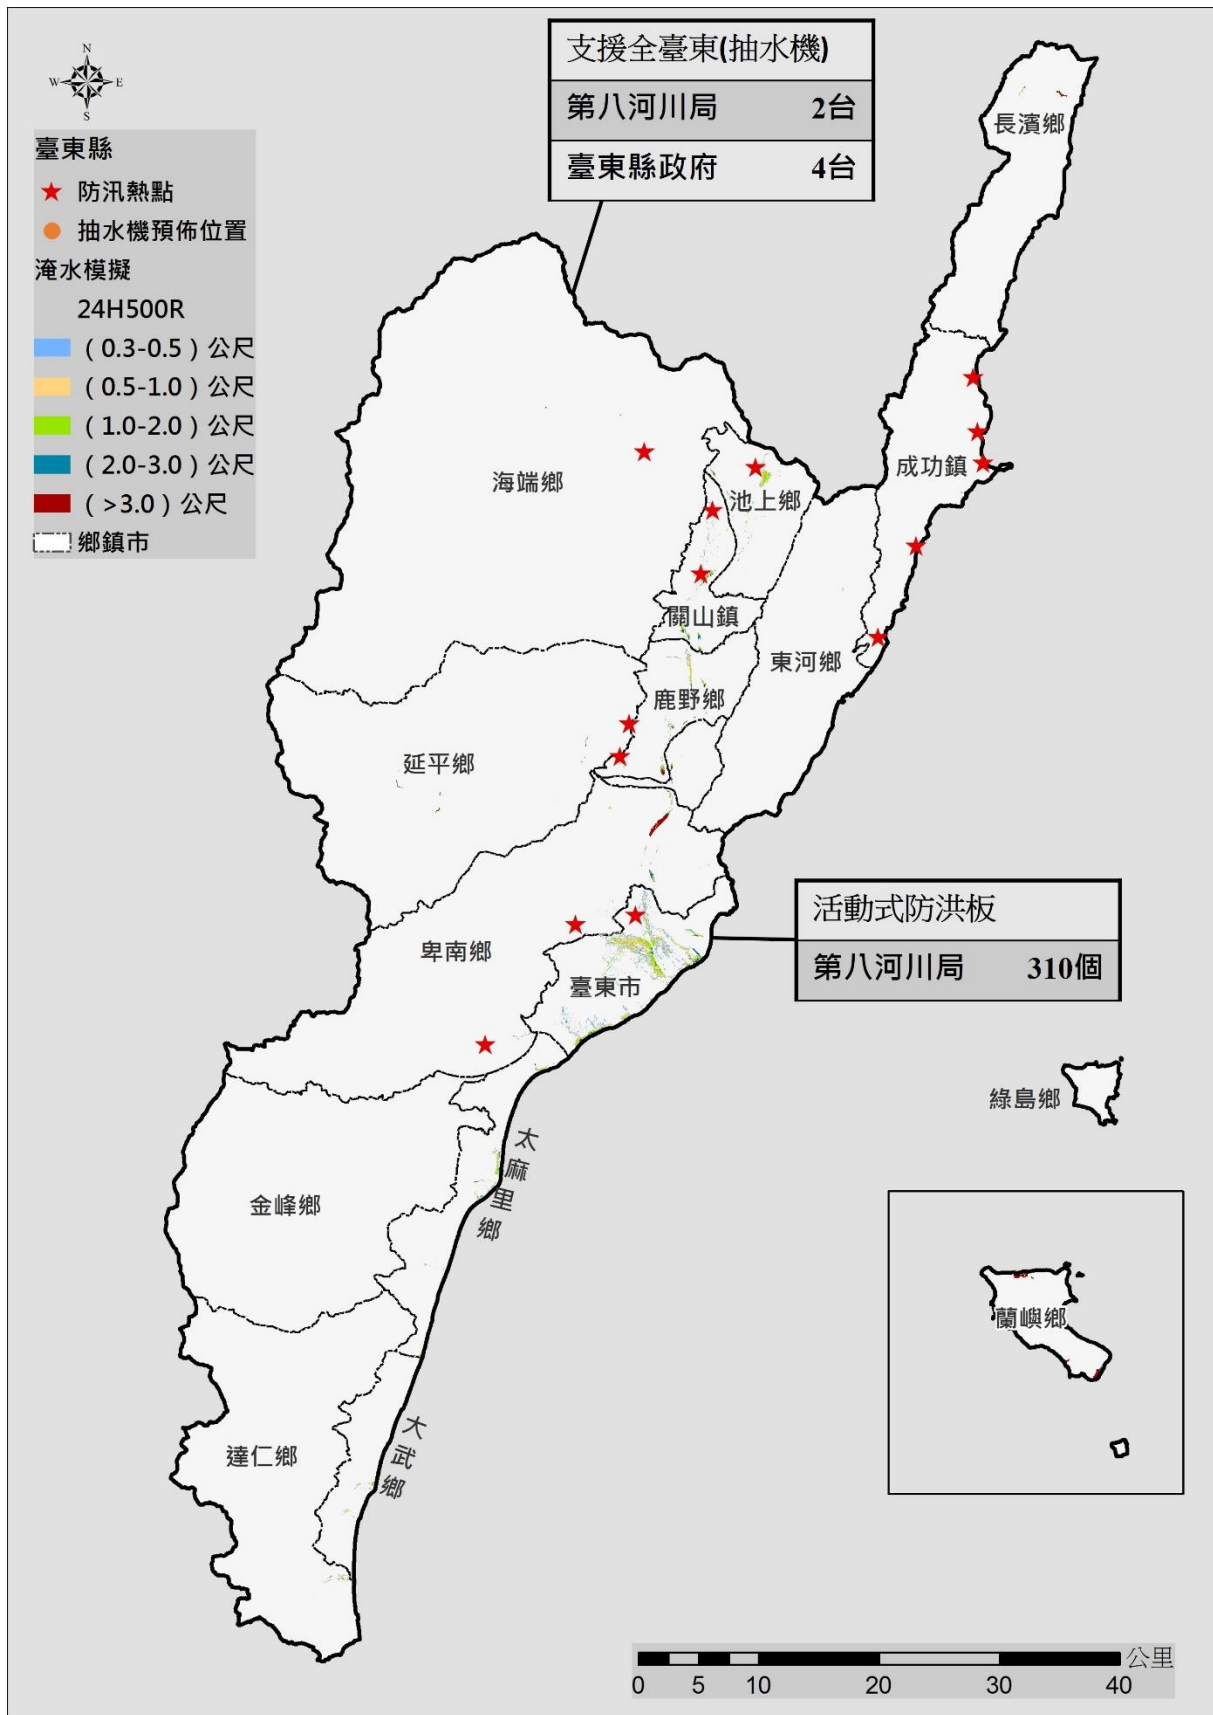 支援全臺東(抽水機)
第八河川局 2台
臺東縣政府 4台
N
W E
S
臺東縣
防汛熱點
抽水機預佈位置
淹水模擬
24H500R
（0.3-0.5）公尺
（0.5-1.0）公尺
（1.0-2.0）公尺
（2.0-3.0）公尺
（>3.0）公尺
鄉鎮市
長濱鄉
成功鎮
海端鄉
池上鄉
關山鎮
東河鄉
鹿野鄉
延平鄉
活動式防洪板
第八河川局 310個
卑南鄉
臺東市
綠島鄉
太麻里鄉
金峰鄉
蘭嶼鄉
大武鄉
達仁鄉
公里
0 5 10 20 30 40